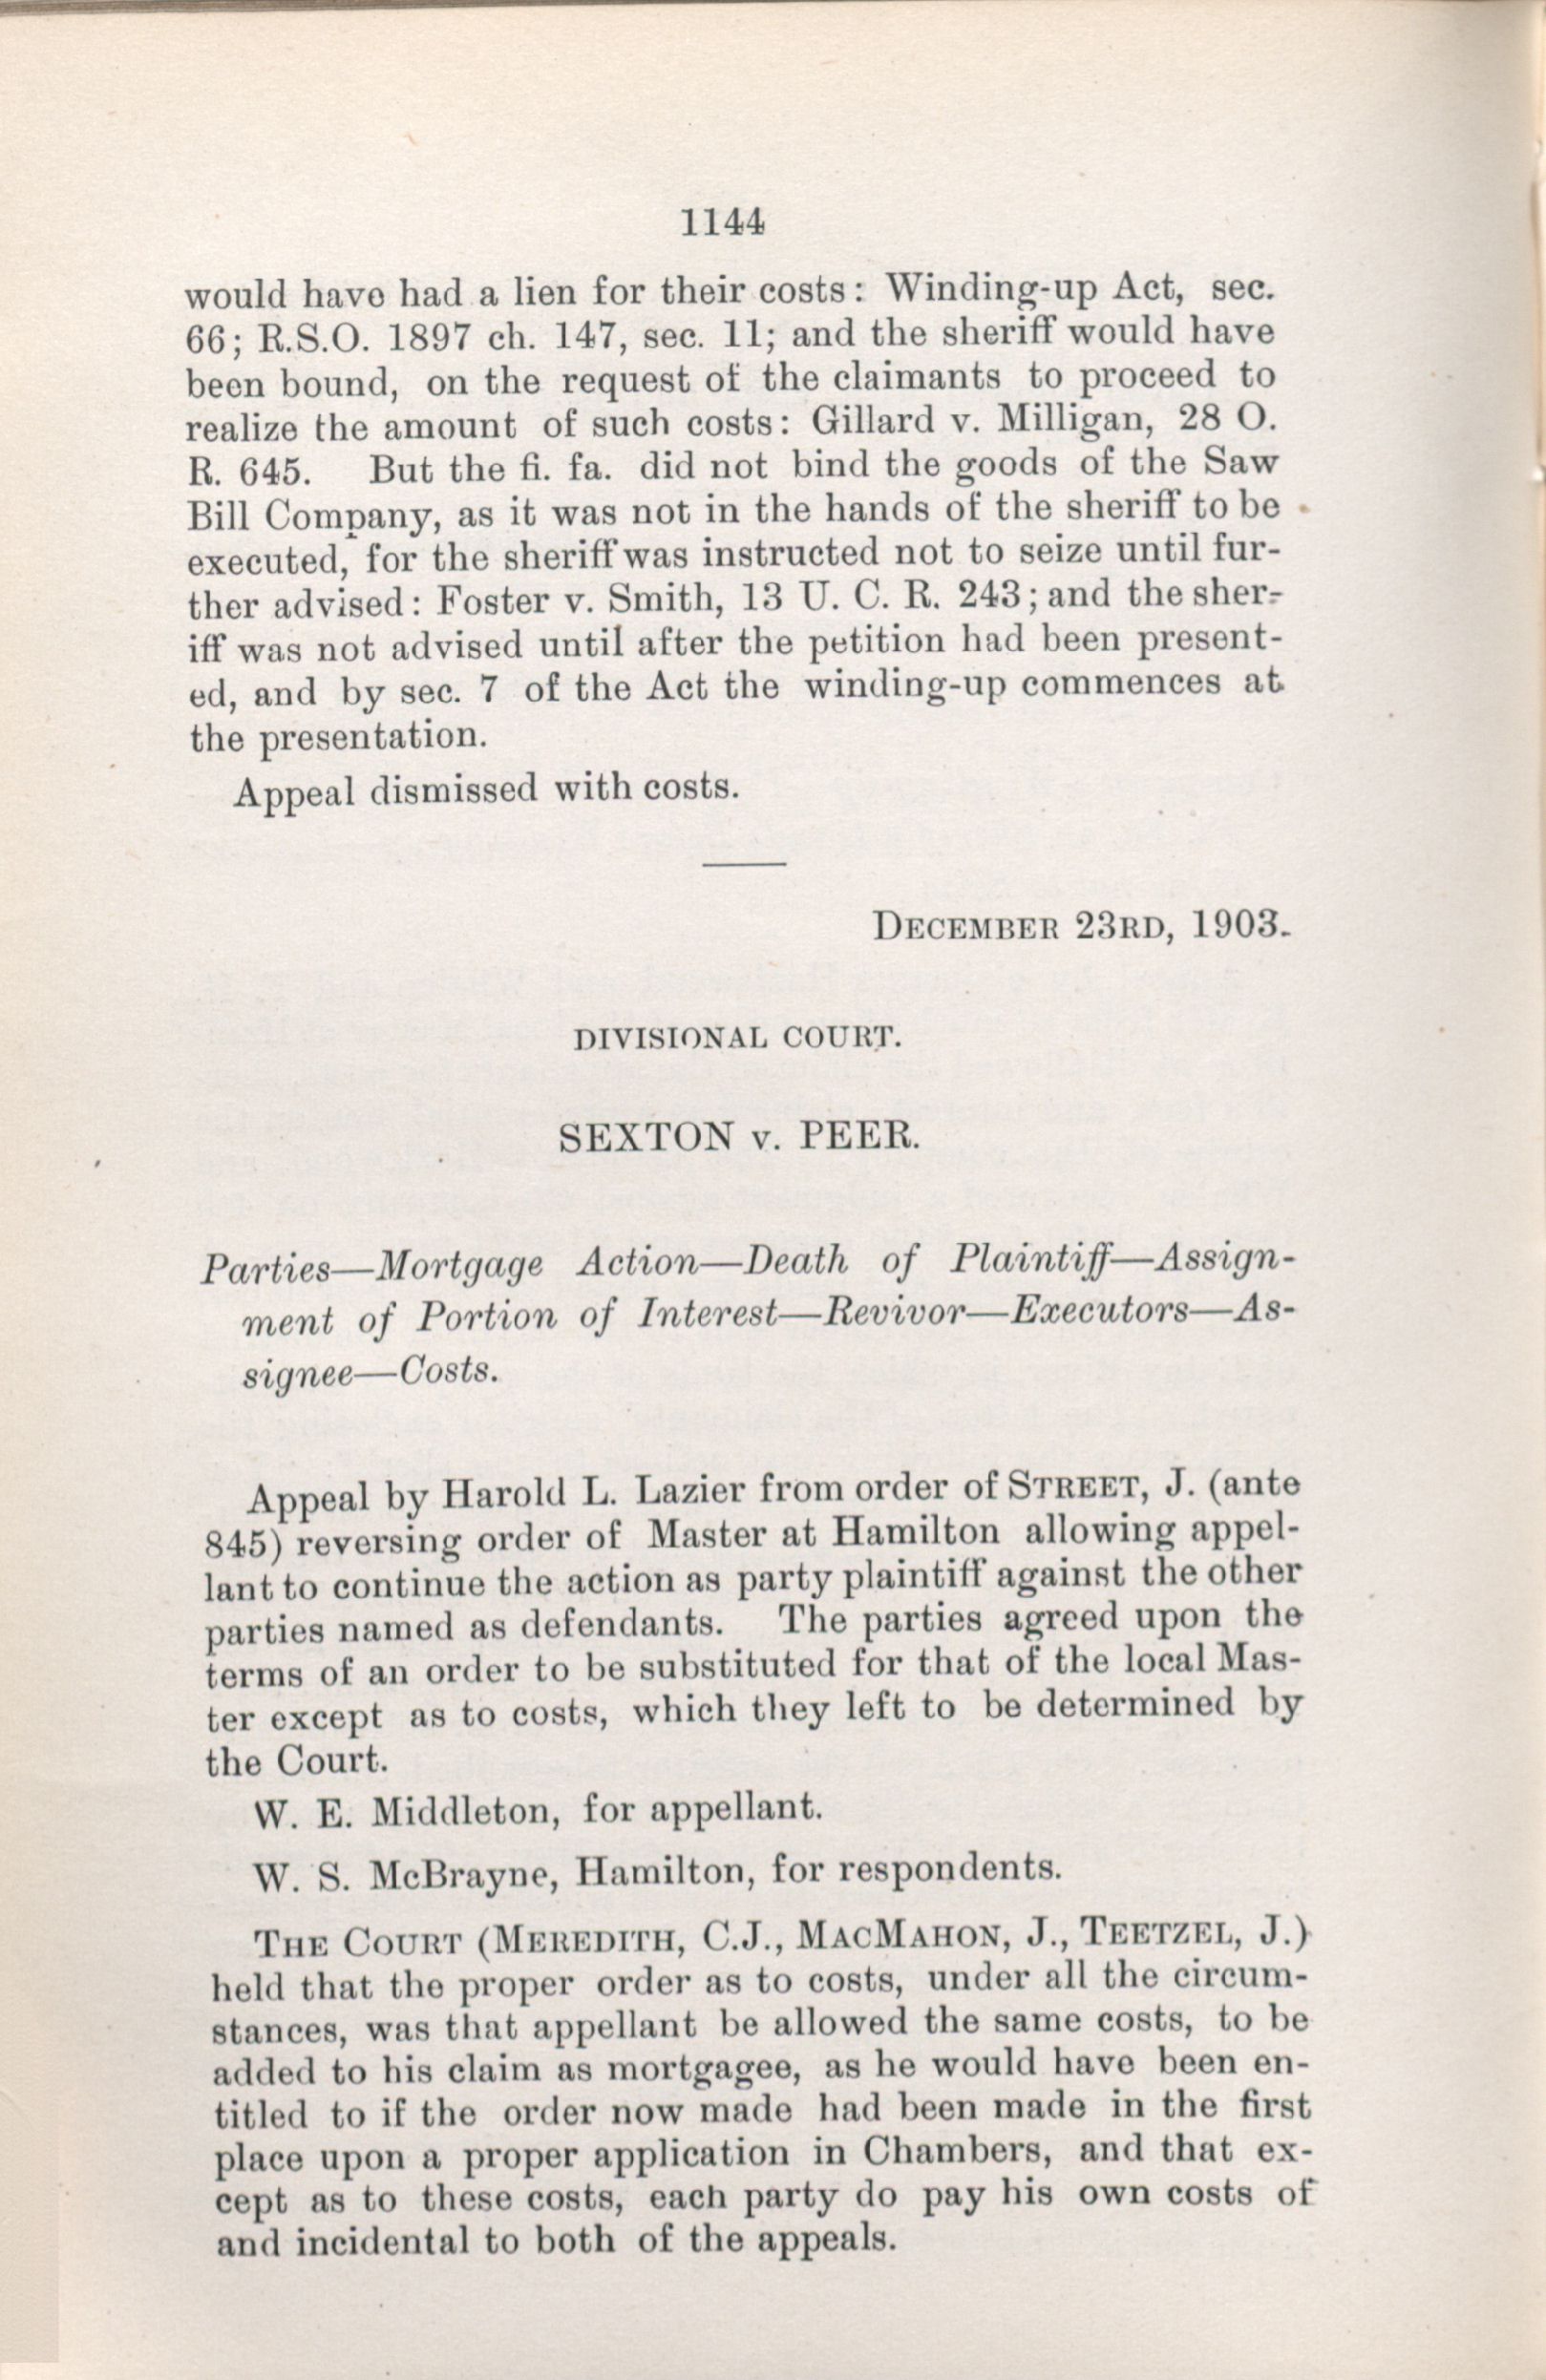 1144
would have had a lien for their costs: Winding-up Act, sec.
66; R.S.O. 1897 ch. 147, sec. 11; and the sheriff would have
been bound, on the request of the claimants to proceed to
realize the amount of such costs: Gillard v. Milligan, 28 O.
R. 645. But the fi. fa. did not bind the goods of the Saw
Bill Company, as it was not in the hands of the sheriff to be
executed, for the sheriff was instructed not to seize until fur-
ther advised: Foster v. Smith, 13 U. C. R. 243; and the sher-
iff was not advised until after the petition had been present-
ed, and by sec. 7 of the Act the winding-up commences at
the presentation.
Appeal dismissed with costs.
DECEMBER 23RD, 1903.
DIVISIONAL COURT.
SEXTON v. PEER.
Parties—Mortgage Action—Death of Plaintiff—Assign-
ment of Portion of Interest—Revivor—Executors—As-
signee—Costs.
Appeal by Harold L. Lazier from order of STREET, J. (ante
845) reversing order of Master at Hamilton allowing appel-
lant to continue the action as party plaintiff against the other
parties named as defendants. The parties agreed upon the
terms of an order to be substituted for that of the local Mas-
ter except as to costs, which they left to be determined by
the Court.
W. E. Middleton, for appellant.
W. S. McBrayne, Hamilton, for respondents.
THE COURT (MEREDITH, C.J., MACMAHON, J., TEETZEL, J.)
held that the proper order as to costs, under all the circum-
stances, was that appellant be allowed the same costs, to be
added to his claim as mortgagee, as he would have been en-
titled to if the order now made had been made in the first
place upon a proper application in Chambers, and that ex-
cept as to these costs, each party do pay his own costs of
and incidental to both of the appeals.